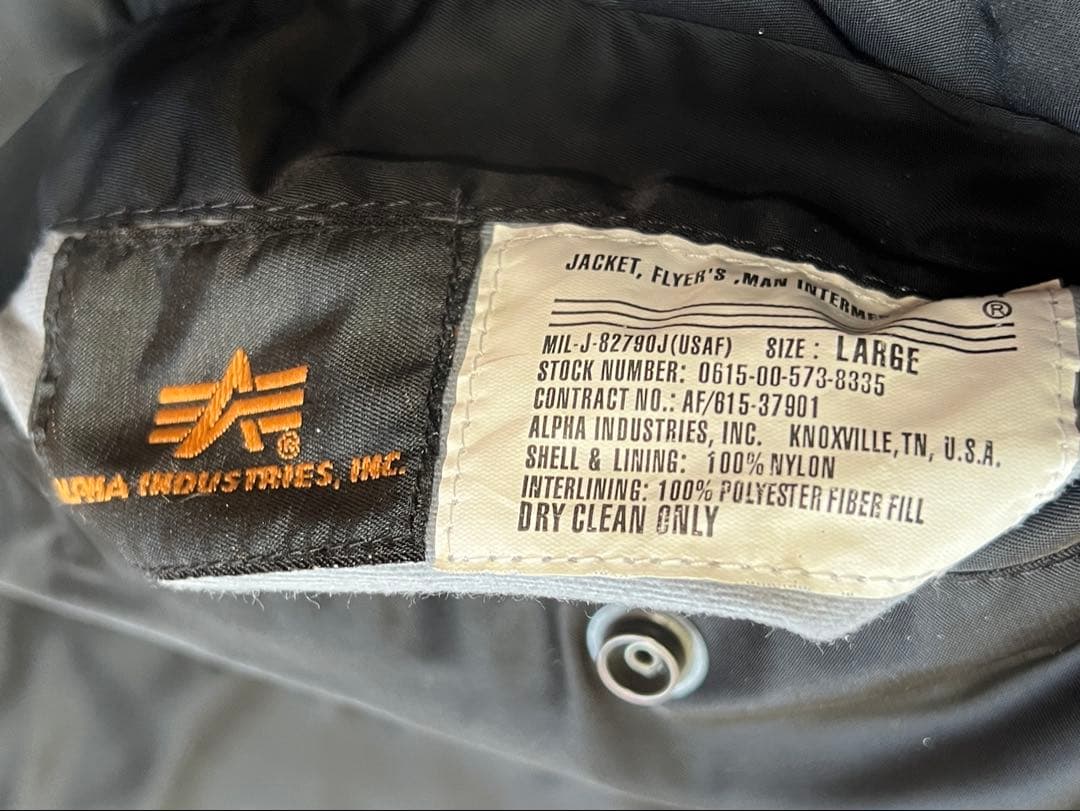 ALPHA INDUSTRIES, INC.
®
JACKET, FLYER'S ,MAN
®
MIL-J-82790J(USAF) SIZE: LARGE
STOCK NUMBER: 0615-00-573-8335
CONTRACT NO.: AF/615-37901
ALPHA INDUSTRIES, INC. KNOXVILLE,TN, U.S.A.
SHELL & LINING: 100% NYLON
INTERLINING: 100% POLYESTER FIBER FILL
DRY CLEAN ONLY